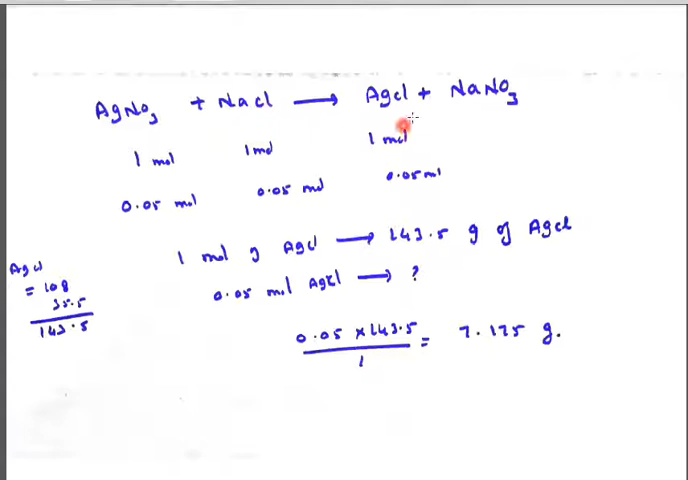 AgNO3 + Nacl → Agcl + NaNO3
1 mol 1 mol 1 mol
0.05 mol 0.05 mol 0.05 mol
1 mol of Agcl → 143.5 g of Agcl
0.05 mol Agcl → ?
Agcl
= 108
35.5
143.5
0.05 × 143.5
1
= 7.175 g.